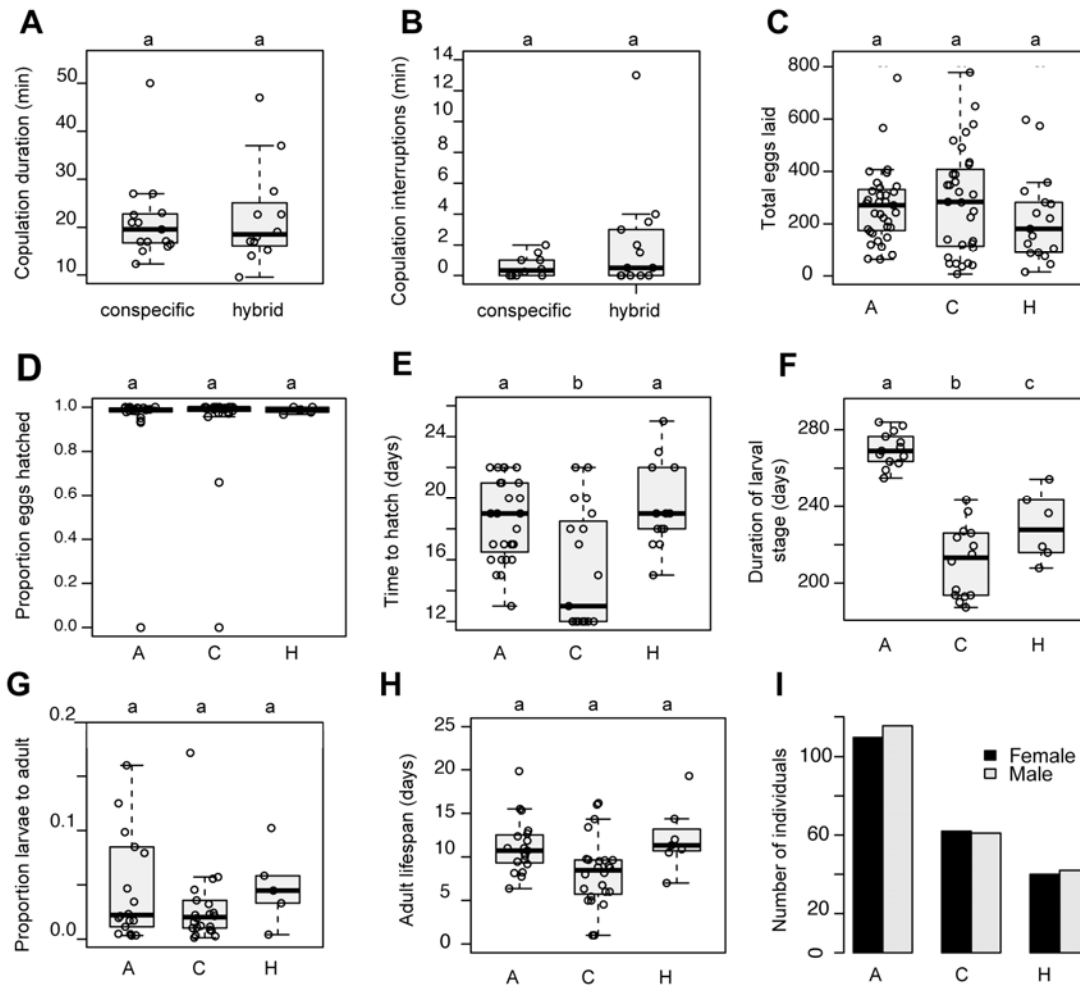 A
a a
Copulation duration (min)
50
40
30
20
10
conspecific hybrid
B
a a
Copulation interruptions (min)
14
12
10
8
6
4
2
0
conspecific hybrid
C
a a a
Total eggs laid
800
600
400
200
0
A C H
D
a a a
Proportion eggs hatched
1.0
0.8
0.6
0.4
0.2
0.0
A C H
E
a b a
Time to hatch (days)
24
20
16
12
A C H
F
a b c
Duration of larval
stage (days)
280
240
200
A C H
G
a a a
Proportion larvae to adult
0.2
0.1
0.0
A C H
H
a a a
Adult lifespan (days)
25
20
15
10
5
0
A C H
I
Number of individuals
100
60
20
0
Female
Male
A C H